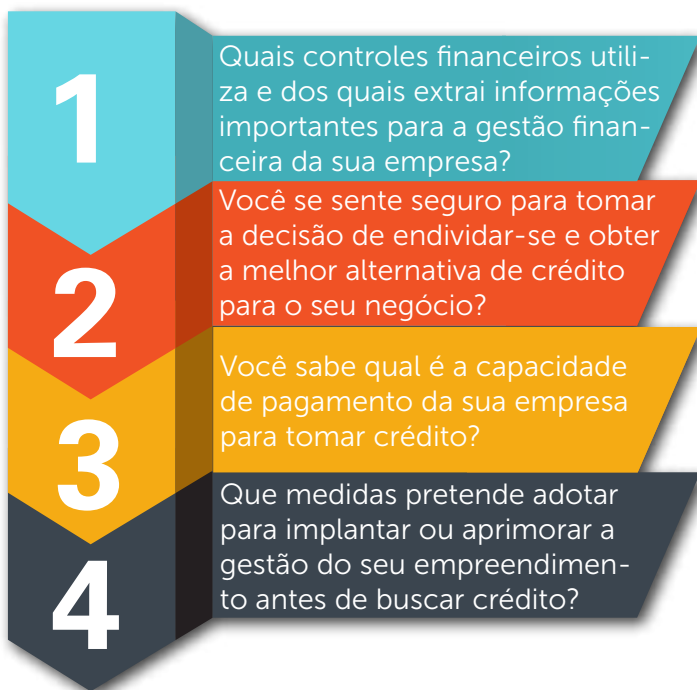 1
Quais controles financeiros utili-
za e dos quais extrai informações
importantes para a gestão finan-
ceira da sua empresa?
2
Você se sente seguro para tomar
a decisão de endividar-se e obter
a melhor alternativa de crédito
para o seu negócio?
3
Você sabe qual é a capacidade
de pagamento da sua empresa
para tomar crédito?
4
Que medidas pretende adotar
para implantar ou aprimorar a
gestão do seu empreendimen-
to antes de buscar crédito?